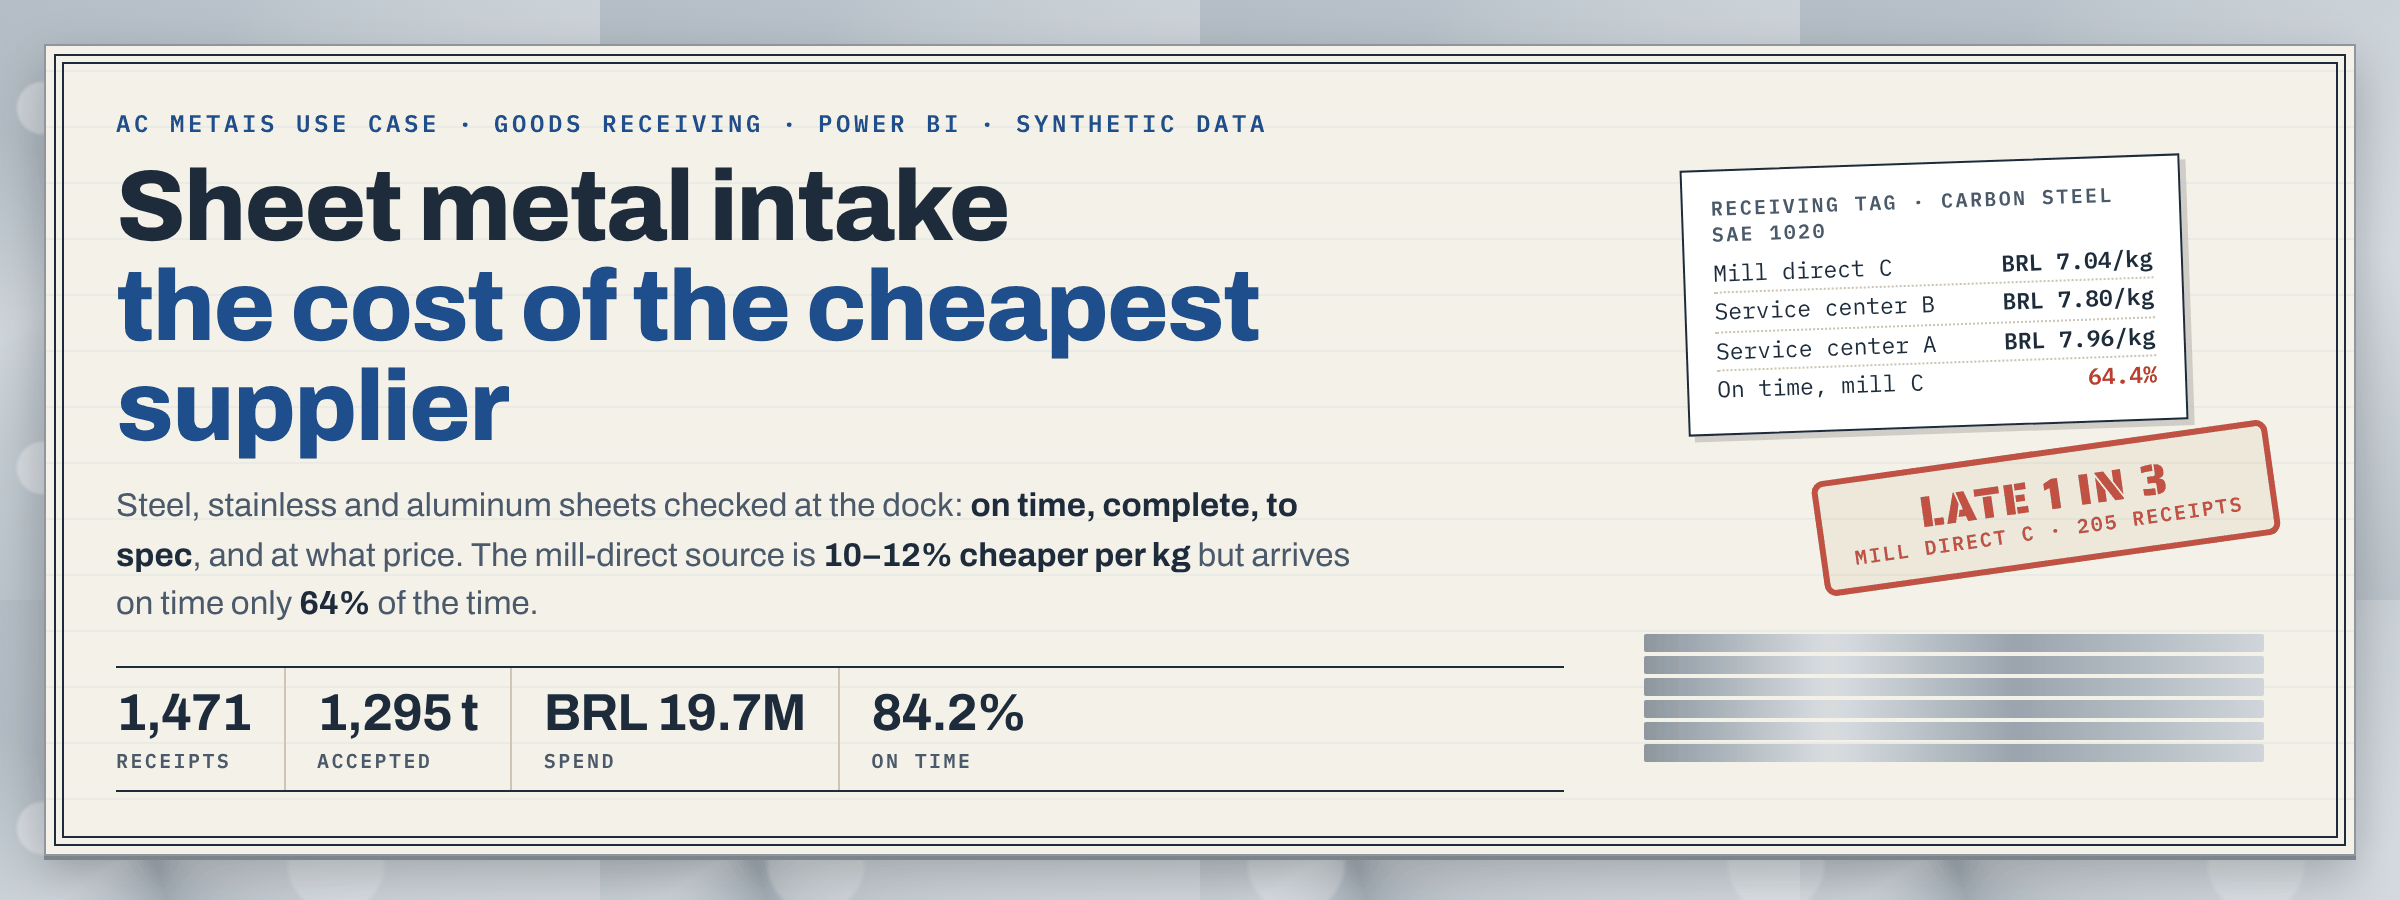 AC METAIS USE CASE · GOODS RECEIVING · POWER BI · SYNTHETIC DATA
Sheet metal intake
the cost of the cheapest
supplier
Steel, stainless and aluminum sheets checked at the dock: on time, complete, to
spec, and at what price. The mill-direct source is 10–12% cheaper per kg but arrives
on time only 64% of the time.
1,471
RECEIPTS
1,295 t
ACCEPTED
BRL 19.7M
SPEND
84.2%
ON TIME
RECEIVING TAG · CARBON STEEL
SAE 1020
Mill direct C BRL 7.04/kg
Service center B BRL 7.80/kg
Service center A BRL 7.96/kg
On time, mill C 64.4%
LATE 1 IN 3
MILL DIRECT C · 205 RECEIPTS